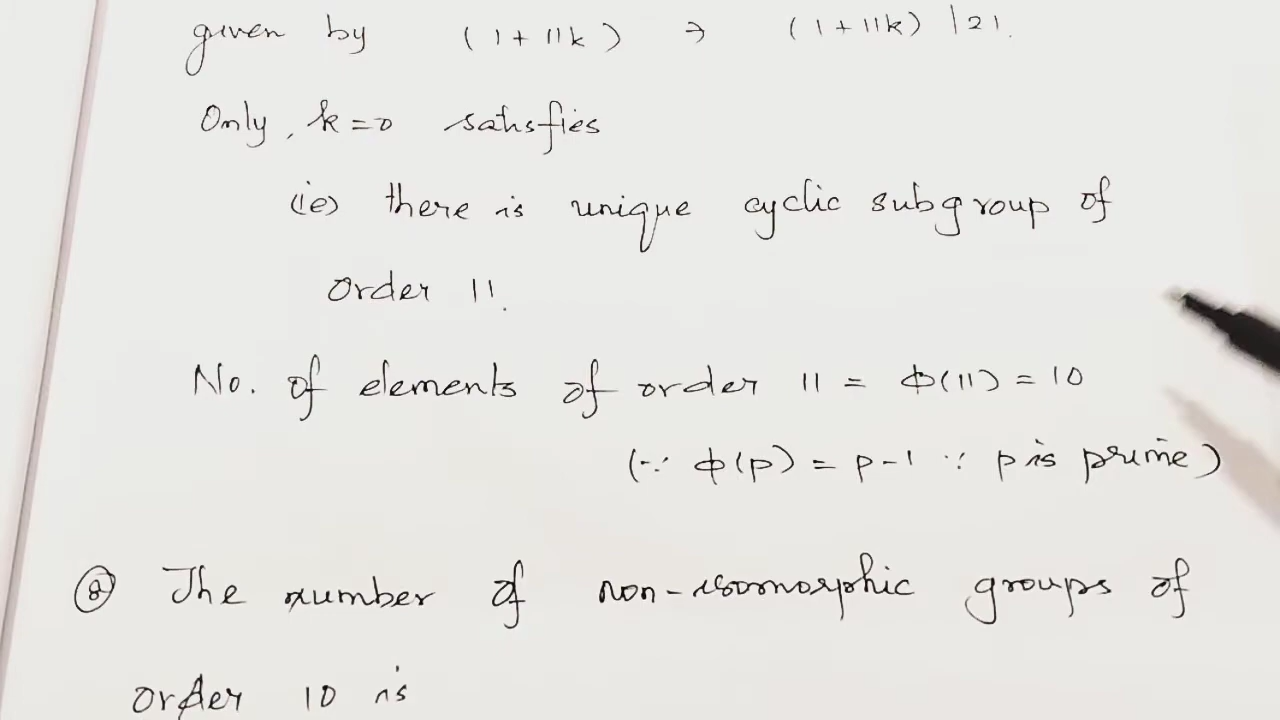 given by (1+11k) → (1+11k) | 21.
Only, k=0 satisfies
(ie) there is unique cyclic subgroup of
order 11.
No. of elements of order 11 = ϕ(11) = 10
(∵ ϕ(p) = p-1 ∵ p is prime)
⑧ The number of non-isomorphic groups of
order 10 is